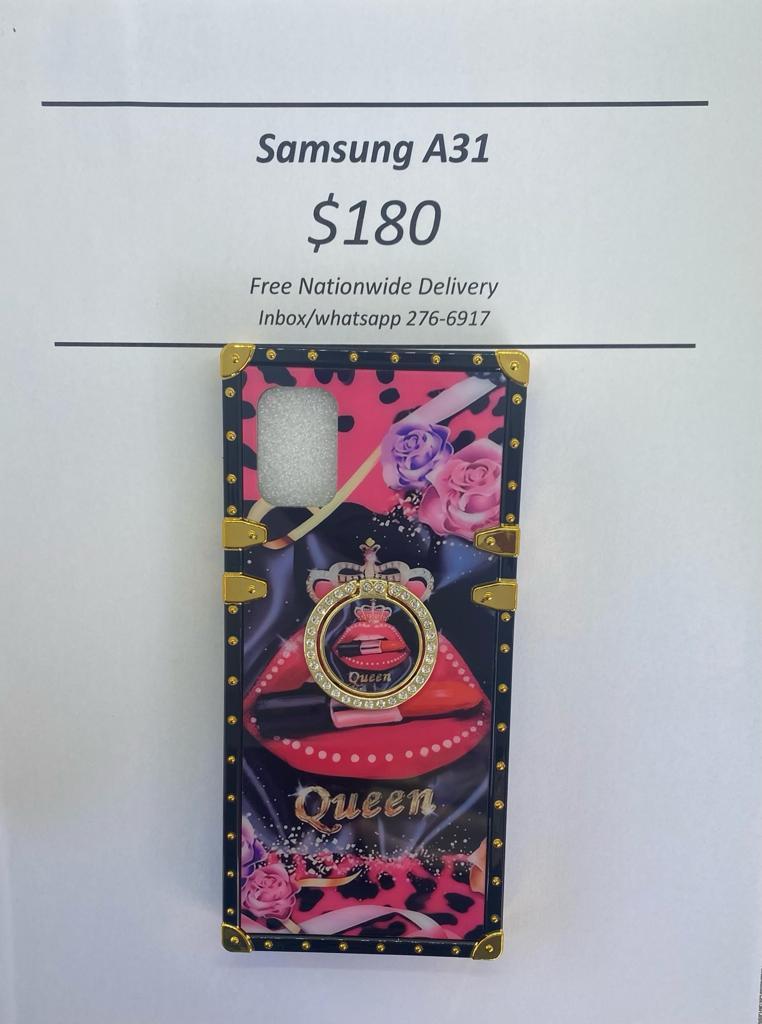 Samsung A31
$180
Free Nationwide Delivery
Inbox/whatsapp 276-6917
Queen
Queen